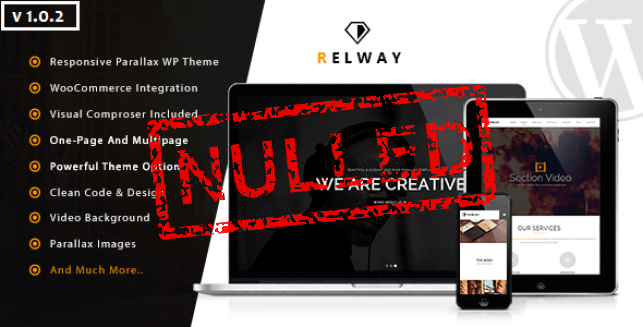 V 1.0.2
Responsive Parallax WP Theme
WooCommerce Integration
Visual Composer Included
One-Page And Multipage
Powerful Theme Option
Clean Code & Design
Video Background
Parallax Images
And Much More..
RELWAY
NULLED
WE ARE CREATIVE
Section Video
OUR SERVICES